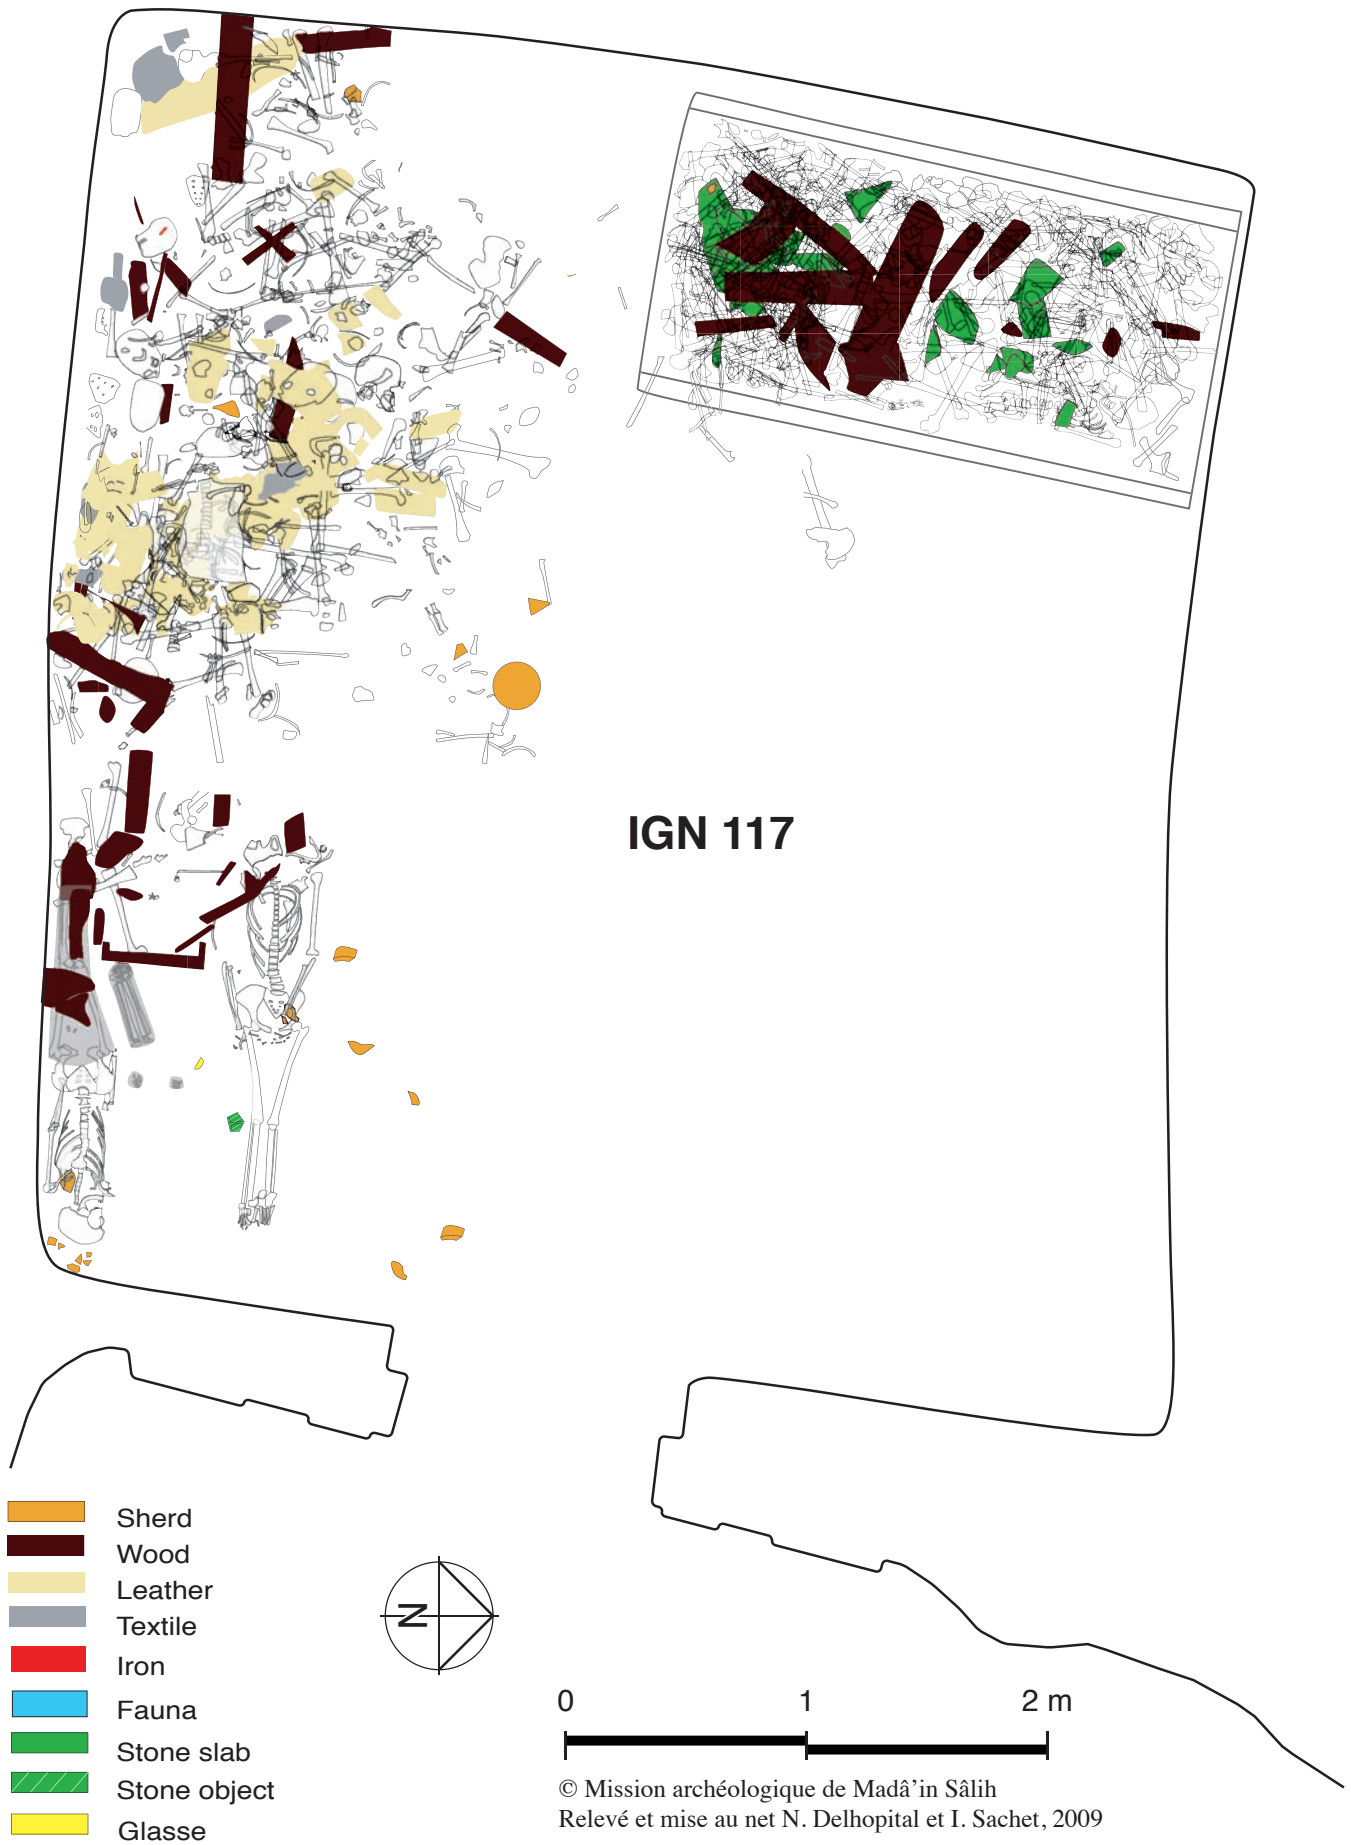 IGN 117
Sherd
Wood
Leather
Textile
Iron
Fauna
Stone slab
Stone object
Glasse
N
0 1 2 m
© Mission archéologique de Madâ’in Sâlih
Relevé et mise au net N. Delhopital et I. Sachet, 2009